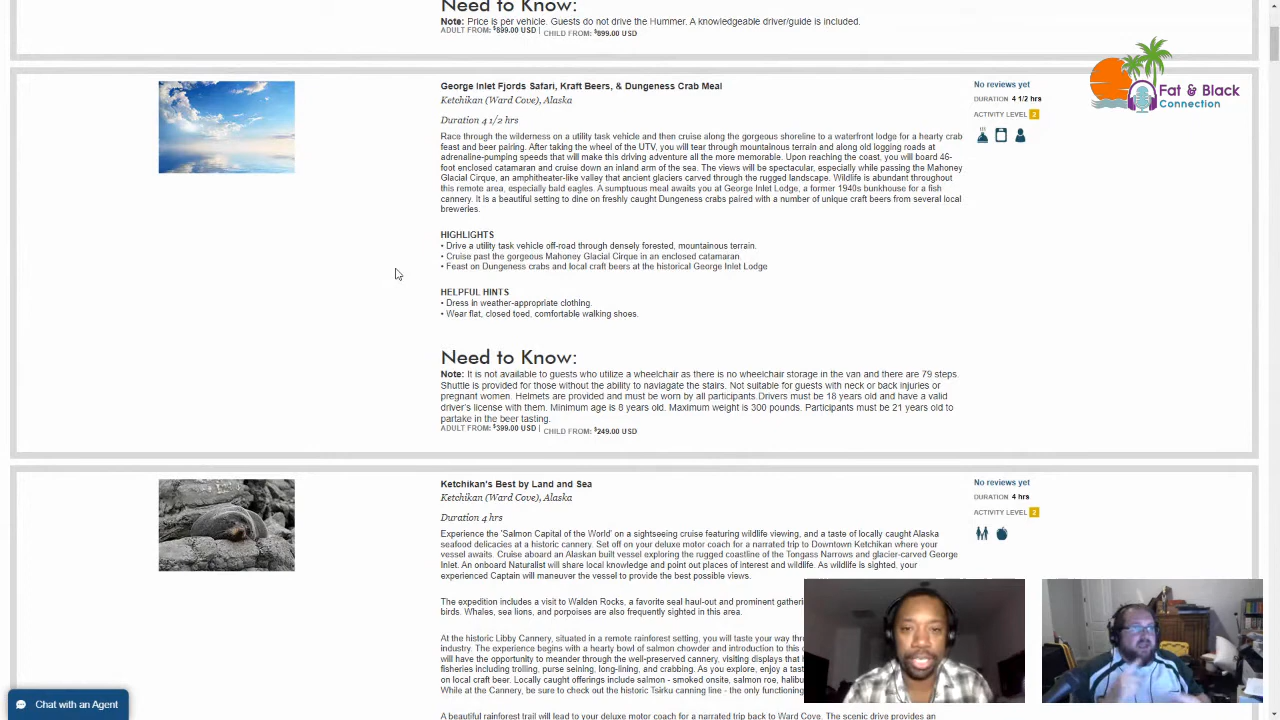 Need to Know:
Note: Price is per vehicle. Guests do not drive the Hummer. A knowledgeable driver/guide is included.
ADULT FROM: $899.00 USD | CHILD FROM: $899.00 USD
George Inlet Fjords Safari, Kraft Beers, & Dungeness Crab Meal
Ketchikan (Ward Cove), Alaska
Duration 4 1/2 hrs
Race through the wilderness on a utility task vehicle and then cruise along the gorgeous shoreline to a waterfront lodge for a hearty crab
feast and beer pairing. After taking the wheel of the UTV, you will tear through mountainous terrain and along old logging roads at
adrenaline-pumping speeds that will make this driving adventure all the more memorable. Upon reaching the coast, you will board 46-
foot enclosed catamaran and cruise down an inland arm of the sea. The views will be spectacular, especially while passing the Mahoney
Glacial Cirque, an amphitheater-like valley that ancient glaciers carved through the rugged landscape. Wildlife is abundant throughout
this remote area, especially bald eagles. A sumptuous meal awaits you at George Inlet Lodge, a former 1940s bunkhouse for a fish
cannery. It is a beautiful setting to dine on freshly caught Dungeness crabs paired with a number of unique craft beers from several local
breweries.
HIGHLIGHTS
• Drive a utility task vehicle off-road through densely forested, mountainous terrain.
• Cruise past the gorgeous Mahoney Glacial Cirque in an enclosed catamaran.
• Feast on Dungeness crabs and local craft beers at the historical George Inlet Lodge
HELPFUL HINTS
• Dress in weather-appropriate clothing.
• Wear flat, closed toed, comfortable walking shoes.
Need to Know:
Note: It is not available to guests who utilize a wheelchair as there is no wheelchair storage in the van and there are 79 steps.
Shuttle is provided for those without the ability to naviagate the stairs. Not suitable for guests with neck or back injuries or
pregnant women. Helmets are provided and must be worn by all participants.Drivers must be 18 years old and have a valid
driver's license with them. Minimum age is 8 years old. Maximum weight is 300 pounds. Participants must be 21 years old to
partake in the beer tasting.
ADULT FROM: $399.00 USD | CHILD FROM: $249.00 USD
No reviews yet
DURATION 4 1/2 hrs
ACTIVITY LEVEL 2
Fat & Black
Connection
Ketchikan's Best by Land and Sea
Ketchikan (Ward Cove), Alaska
Duration 4 hrs
Experience the 'Salmon Capital of the World' on a sightseeing cruise featuring wildlife viewing, and a taste of locally caught Alaska
seafood delicacies at a historic cannery. Set off on your deluxe motor coach for a narrated trip to Downtown Ketchikan where your
vessel awaits. Cruise aboard an Alaskan built vessel exploring the rugged coastline of the Tongass Narrows and glacier-carved George
Inlet. An onboard Naturalist will share local knowledge and point out places of interest and wildlife. As wildlife is sighted, your
experienced Captain will maneuver the vessel to provide the best possible views.
The expedition includes a visit to Walden Rocks, a favorite seal haul-out and prominent
birds. Whales, sea lions, and porpoises are also frequently sighted in this area.
At the historic Libby Cannery, situated in a remote rainforest setting, you will taste your way
industry. The experience begins with a hearty bowl of salmon chowder and introduction to this
will have the opportunity to meander through the well-preserved cannery, visiting displays that
fisheries including trolling, purse seining, long-lining, and crabbing. As you explore, enjoy a
on local craft beer. Locally caught offerings include salmon - smoked onsite, salmon roe,
While at the Cannery, be sure to check out the historic Tsirku canning line - the only
A beautiful rainforest trail will lead to your deluxe motor coach for a narrated trip back to Ward Cove. The scenic drive provides an
No reviews yet
DURATION 4 hrs
ACTIVITY LEVEL 2
Chat with an Agent